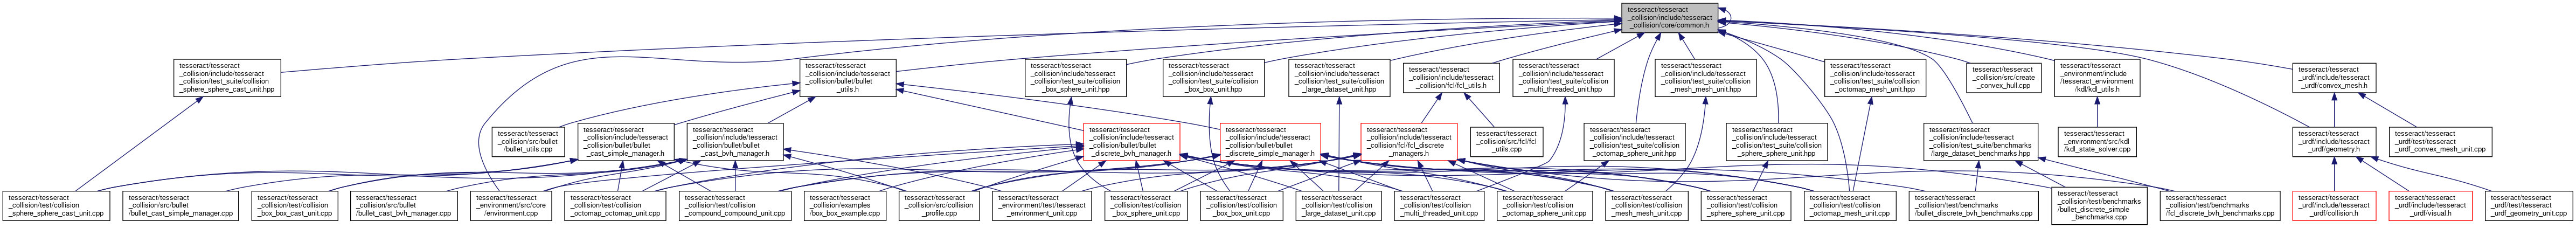 tesseract/tesseract
_collision/include/tesseract
_collision/core/common.h
tesseract/tesseract
_collision/include/tesseract
_collision/test_suite/collision
_sphere_sphere_cast_unit.hpp
tesseract/tesseract
_collision/include/tesseract
_collision/bullet/bullet
_utils.h
tesseract/tesseract
_collision/include/tesseract
_collision/test_suite/collision
_box_sphere_unit.hpp
tesseract/tesseract
_collision/include/tesseract
_collision/test_suite/collision
_box_box_unit.hpp
tesseract/tesseract
_collision/include/tesseract
_collision/test_suite/collision
_large_dataset_unit.hpp
tesseract/tesseract
_collision/include/tesseract
_collision/fcl/fcl_utils.h
tesseract/tesseract
_collision/include/tesseract
_collision/test_suite/collision
_multi_threaded_unit.hpp
tesseract/tesseract
_collision/include/tesseract
_collision/test_suite/collision
_mesh_mesh_unit.hpp
tesseract/tesseract
_collision/include/tesseract
_collision/test_suite/collision
_octomap_mesh_unit.hpp
tesseract/tesseract
_collision/src/create
_convex_hull.cpp
tesseract/tesseract
_environment/include
/tesseract_environment
/kdl/kdl_utils.h
tesseract/tesseract
_urdf/include/tesseract
_urdf/convex_mesh.h
tesseract/tesseract
_collision/src/bullet
/bullet_utils.cpp
tesseract/tesseract
_collision/include/tesseract
_collision/bullet/bullet
_cast_simple_manager.h
tesseract/tesseract
_collision/include/tesseract
_collision/bullet/bullet
_cast_bvh_manager.h
tesseract/tesseract
_collision/include/tesseract
_collision/bullet/bullet
_discrete_bvh_manager.h
tesseract/tesseract
_collision/include/tesseract
_collision/bullet/bullet
_discrete_simple_manager.h
tesseract/tesseract
_collision/include/tesseract
_collision/fcl/fcl_discrete
_managers.h
tesseract/tesseract
_collision/src/fcl/fcl
_utils.cpp
tesseract/tesseract
_collision/include/tesseract
_collision/test_suite/collision
_octomap_sphere_unit.hpp
tesseract/tesseract
_collision/include/tesseract
_collision/test_suite/collision
_sphere_sphere_unit.hpp
tesseract/tesseract
_collision/include/tesseract
_collision/test_suite/benchmarks
/large_dataset_benchmarks.hpp
tesseract/tesseract
_environment/src/kdl
/kdl_state_solver.cpp
tesseract/tesseract
_urdf/include/tesseract
_urdf/geometry.h
tesseract/tesseract
_urdf/test/tesseract
_urdf_convex_mesh_unit.cpp
tesseract/tesseract
_collision/test/collision
_sphere_sphere_cast_unit.cpp
tesseract/tesseract
_collision/src/bullet
/bullet_cast_simple_manager.cpp
tesseract/tesseract
_collision/test/collision
_box_box_cast_unit.cpp
tesseract/tesseract
_collision/src/bullet
/bullet_cast_bvh_manager.cpp
tesseract/tesseract
_environment/src/core
/environment.cpp
tesseract/tesseract
_collision/test/collision
_octomap_octomap_unit.cpp
tesseract/tesseract
_collision/test/collision
_compound_compound_unit.cpp
tesseract/tesseract
_collision/examples
/box_box_example.cpp
tesseract/tesseract
_collision/src/collision
_profile.cpp
tesseract/tesseract
_environment/test/tesseract
_environment_unit.cpp
tesseract/tesseract
_collision/test/collision
_box_sphere_unit.cpp
tesseract/tesseract
_collision/test/collision
_box_box_unit.cpp
tesseract/tesseract
_collision/test/collision
_large_dataset_unit.cpp
tesseract/tesseract
_collision/test/collision
_multi_threaded_unit.cpp
tesseract/tesseract
_collision/test/collision
_octomap_sphere_unit.cpp
tesseract/tesseract
_collision/test/collision
_mesh_mesh_unit.cpp
tesseract/tesseract
_collision/test/collision
_sphere_sphere_unit.cpp
tesseract/tesseract
_collision/test/collision
_octomap_mesh_unit.cpp
tesseract/tesseract
_collision/test/benchmarks
/bullet_discrete_bvh_benchmarks.cpp
tesseract/tesseract
_collision/test/benchmarks
/bullet_discrete_simple
_benchmarks.cpp
tesseract/tesseract
_collision/test/benchmarks
/fcl_discrete_bvh_benchmarks.cpp
tesseract/tesseract
_urdf/include/tesseract
_urdf/collision.h
tesseract/tesseract
_urdf/include/tesseract
_urdf/visual.h
tesseract/tesseract
_urdf/test/tesseract
_urdf_geometry_unit.cpp